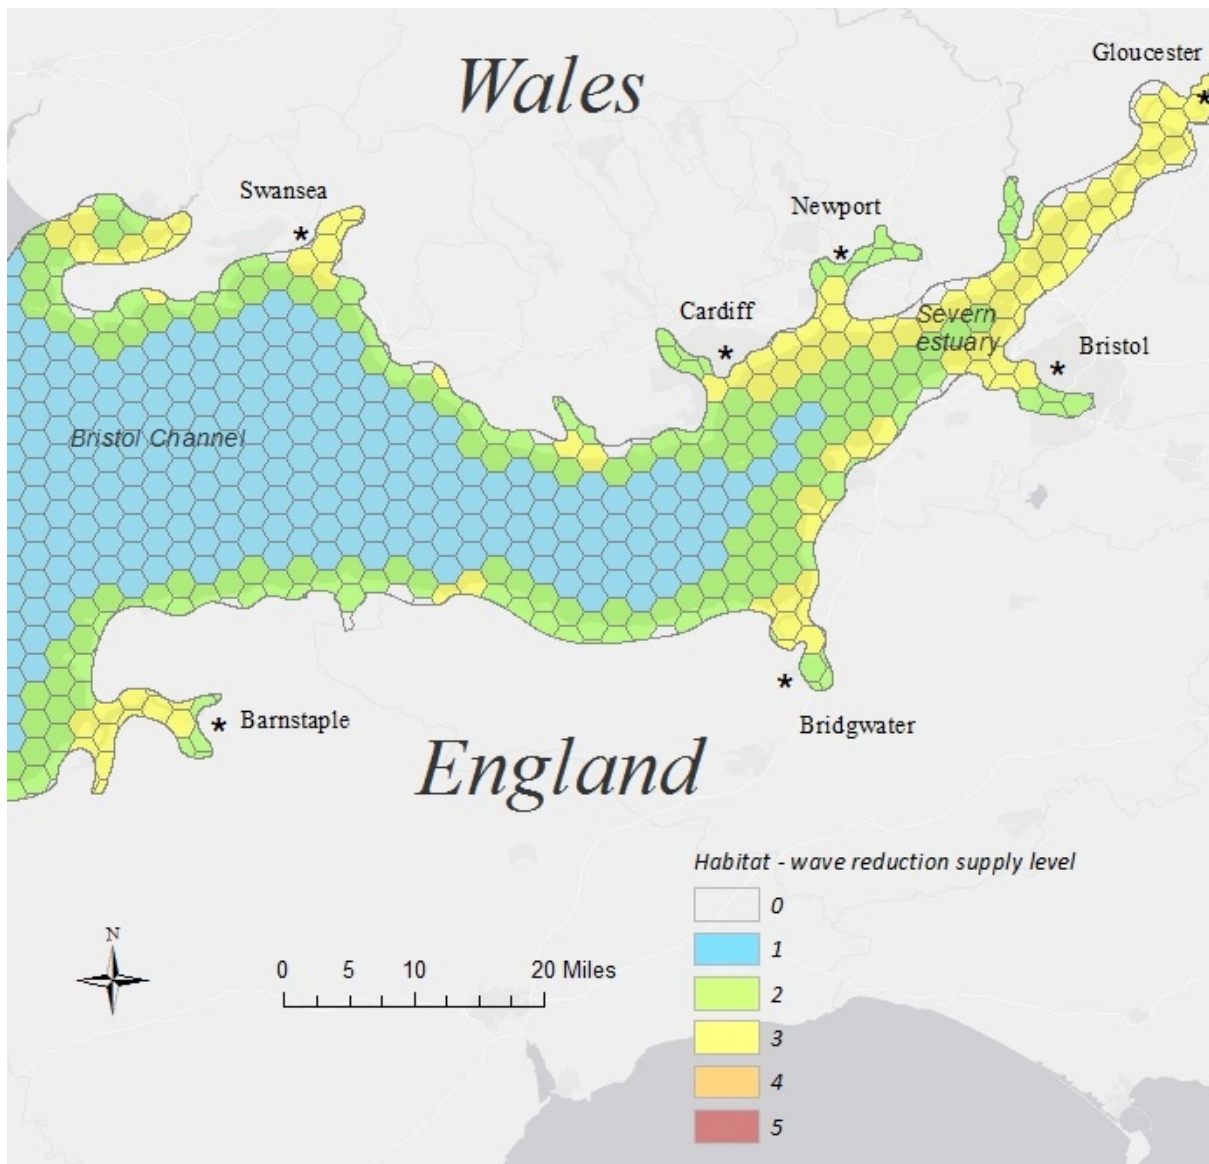 Gloucester
Wales
Swansea
Newport
Cardiff
Severn
estuary
Bristol
Bristol Channel
Barnstaple
Bridgwater
England
Habitat - wave reduction supply level
0
1
2
3
4
5
N
0 5 10 20 Miles